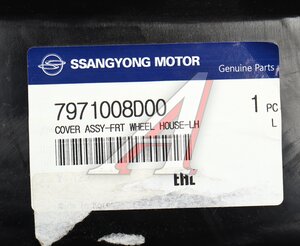 SSANGYONG MOTOR
Genuine Parts
7971008D00
1 PC
COVER ASSY-FRT WHEEL HOUSE-LH
L
EAC